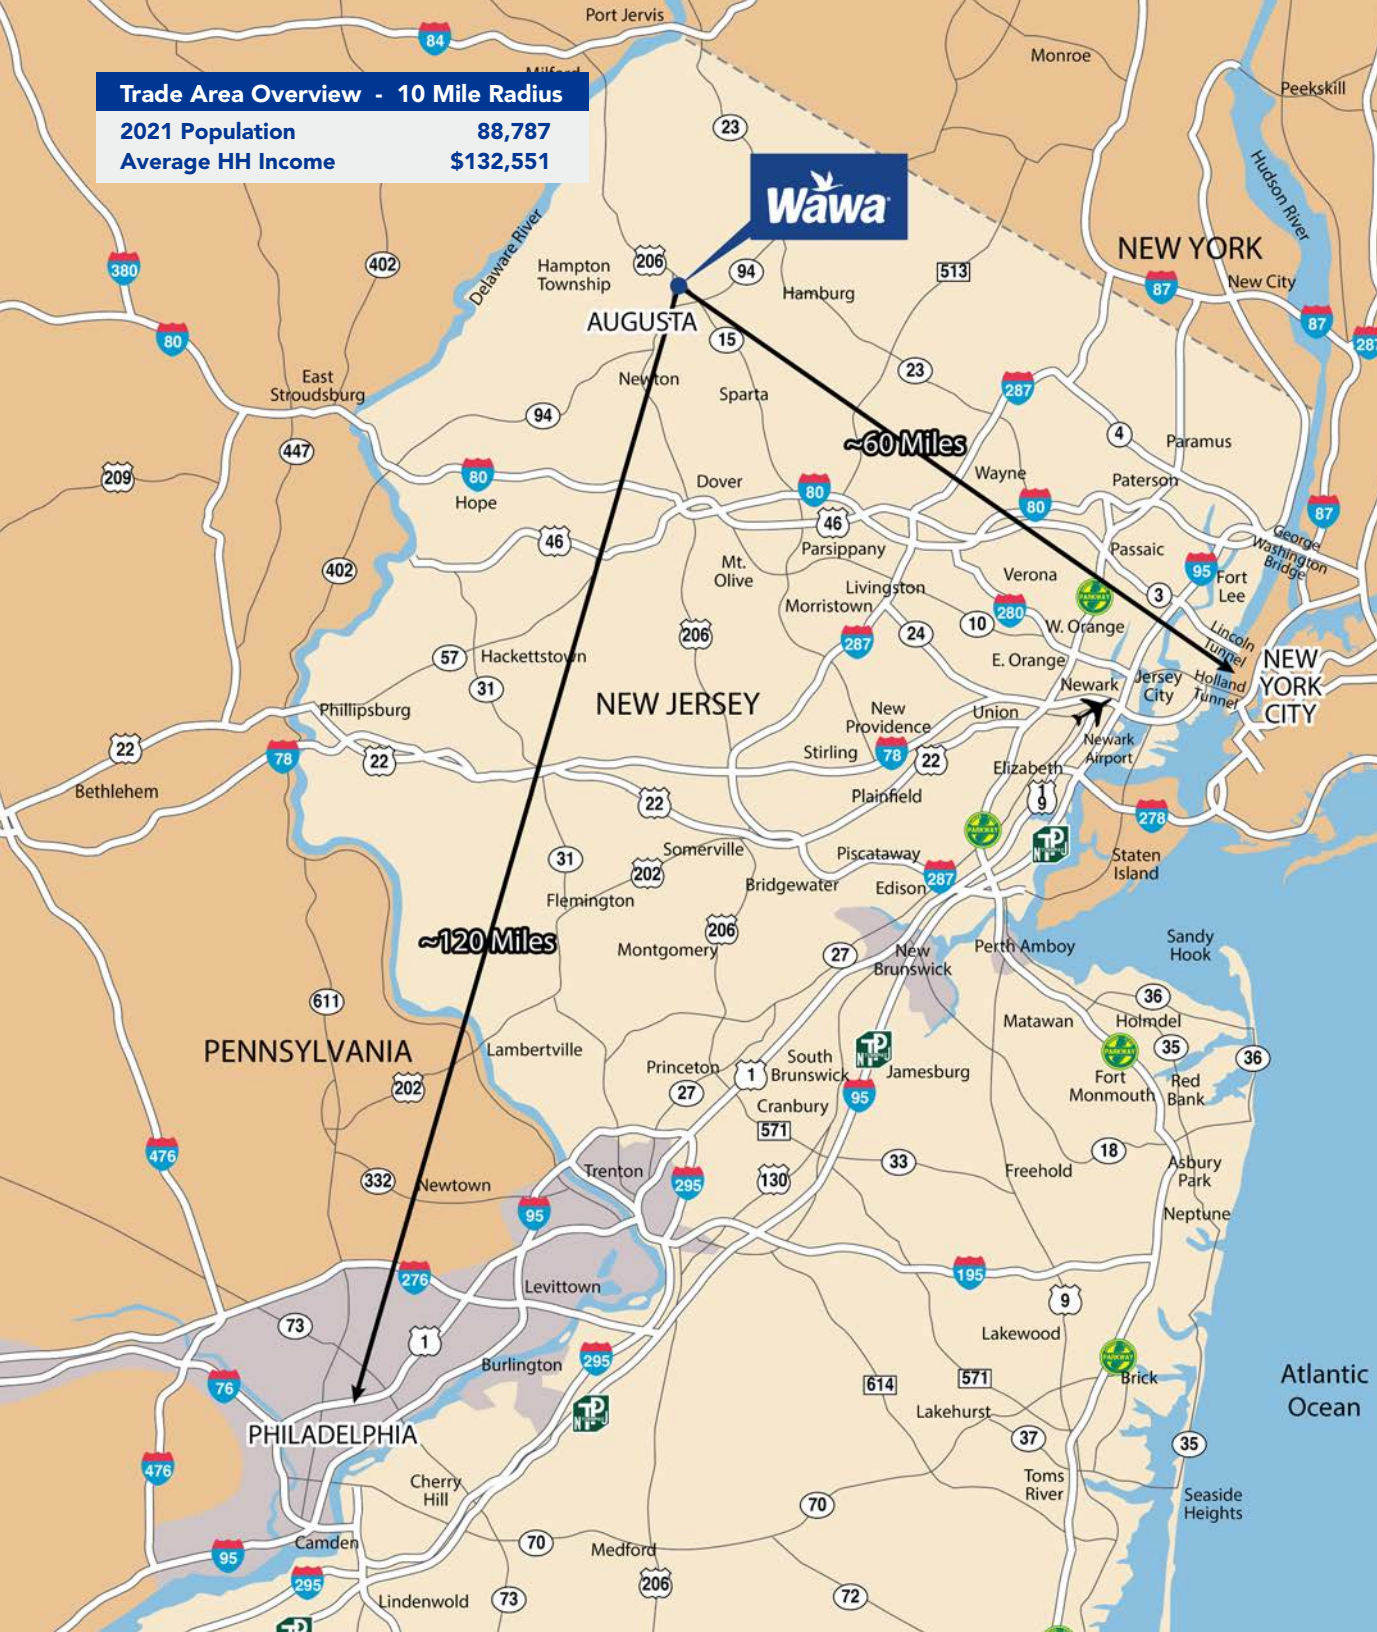 Port Jervis
84
Monroe
Milford
Peekskill
Trade Area Overview - 10 Mile Radius
2021 Population 88,787
Average HH Income $132,551
23
Wawa
Hudson River
Delaware River
NEW YORK
380
402
206
Hampton
Township
94
513
87
New City
Hamburg
AUGUSTA
87
80
15
287
East
Stroudsburg
Newton
Sparta
23
287
94
4
Paramus
~60 Miles
447
209
80
Hope
Dover
80
Wayne
80
Paterson
46
46
87
George
Washington
Bridge
Parsippany
Passaic
402
Mt.
Olive
Verona
95
Fort
Lee
Livingston
Morristown
PARKWAY
3
280
10
W. Orange
206
287
24
Lincoln
Tunnel
57
Hackettstown
E. Orange
NEW
YORK
CITY
31
Newark
Jersey
City
Holland
Tunnel
NEW JERSEY
Phillipsburg
New
Providence
Union
22
78
22
Stirling
78
22
Newark
Airport
Elizabeth
Bethlehem
22
Plainfield
1
9
278
PARKWAY
31
Somerville
Piscataway
NJ TP
Staten
Island
202
Bridgewater
Edison
287
Flemington
206
~120 Miles
Montgomery
27
New
Brunswick
Perth Amboy
Sandy
Hook
611
36
Matawan
Holmdel
PENNSYLVANIA
Lambertville
NJ TP
PARKWAY
35
36
Princeton
1
South
Brunswick
Jamesburg
Fort
Monmouth
Red
Bank
202
27
95
Cranbury
571
476
33
18
Trenton
Freehold
Asbury
Park
332
Newtown
295
130
95
Neptune
276
195
Levittown
9
73
1
Lakewood
Burlington
295
PARKWAY
Brick
76
614
571
Atlantic
Ocean
NJ TP
Lakehurst
PHILADELPHIA
37
35
476
Cherry
Hill
Toms
River
Seaside
Heights
70
Camden
70
Medford
95
295
206
72
Lindenwold
73